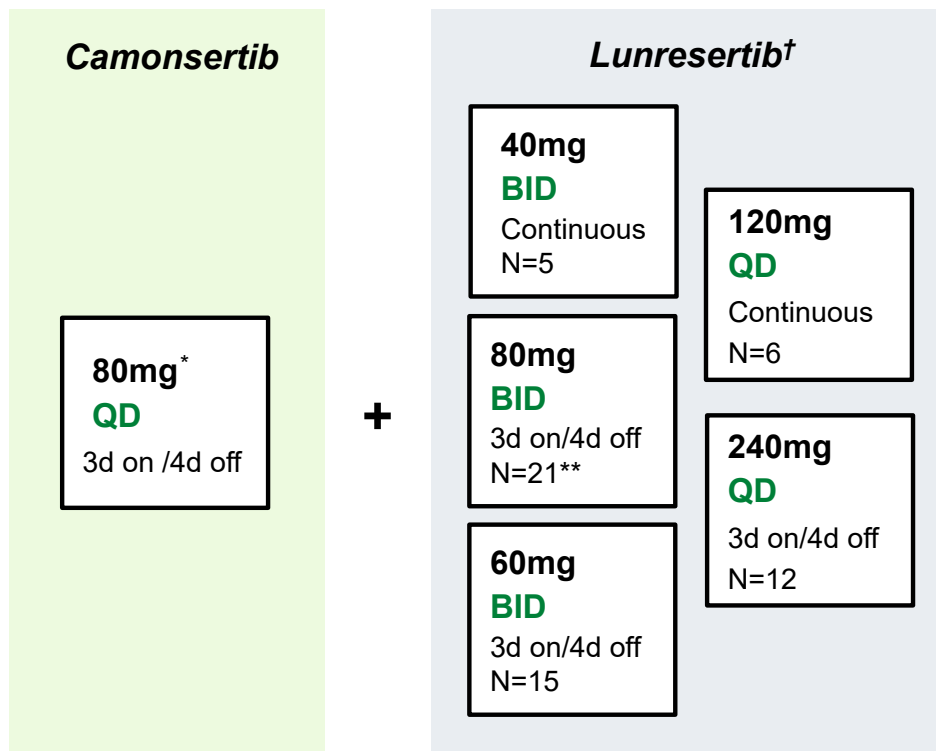 Camonsertib
80mg*
QD
3d on /4d off
+
Lunresertib†
40mg
BID
Continuous
N=5
80mg
BID
3d on/4d off
N=21**
60mg
BID
3d on/4d off
N=15
120mg
QD
Continuous
N=6
240mg
QD
3d on/4d off
N=12